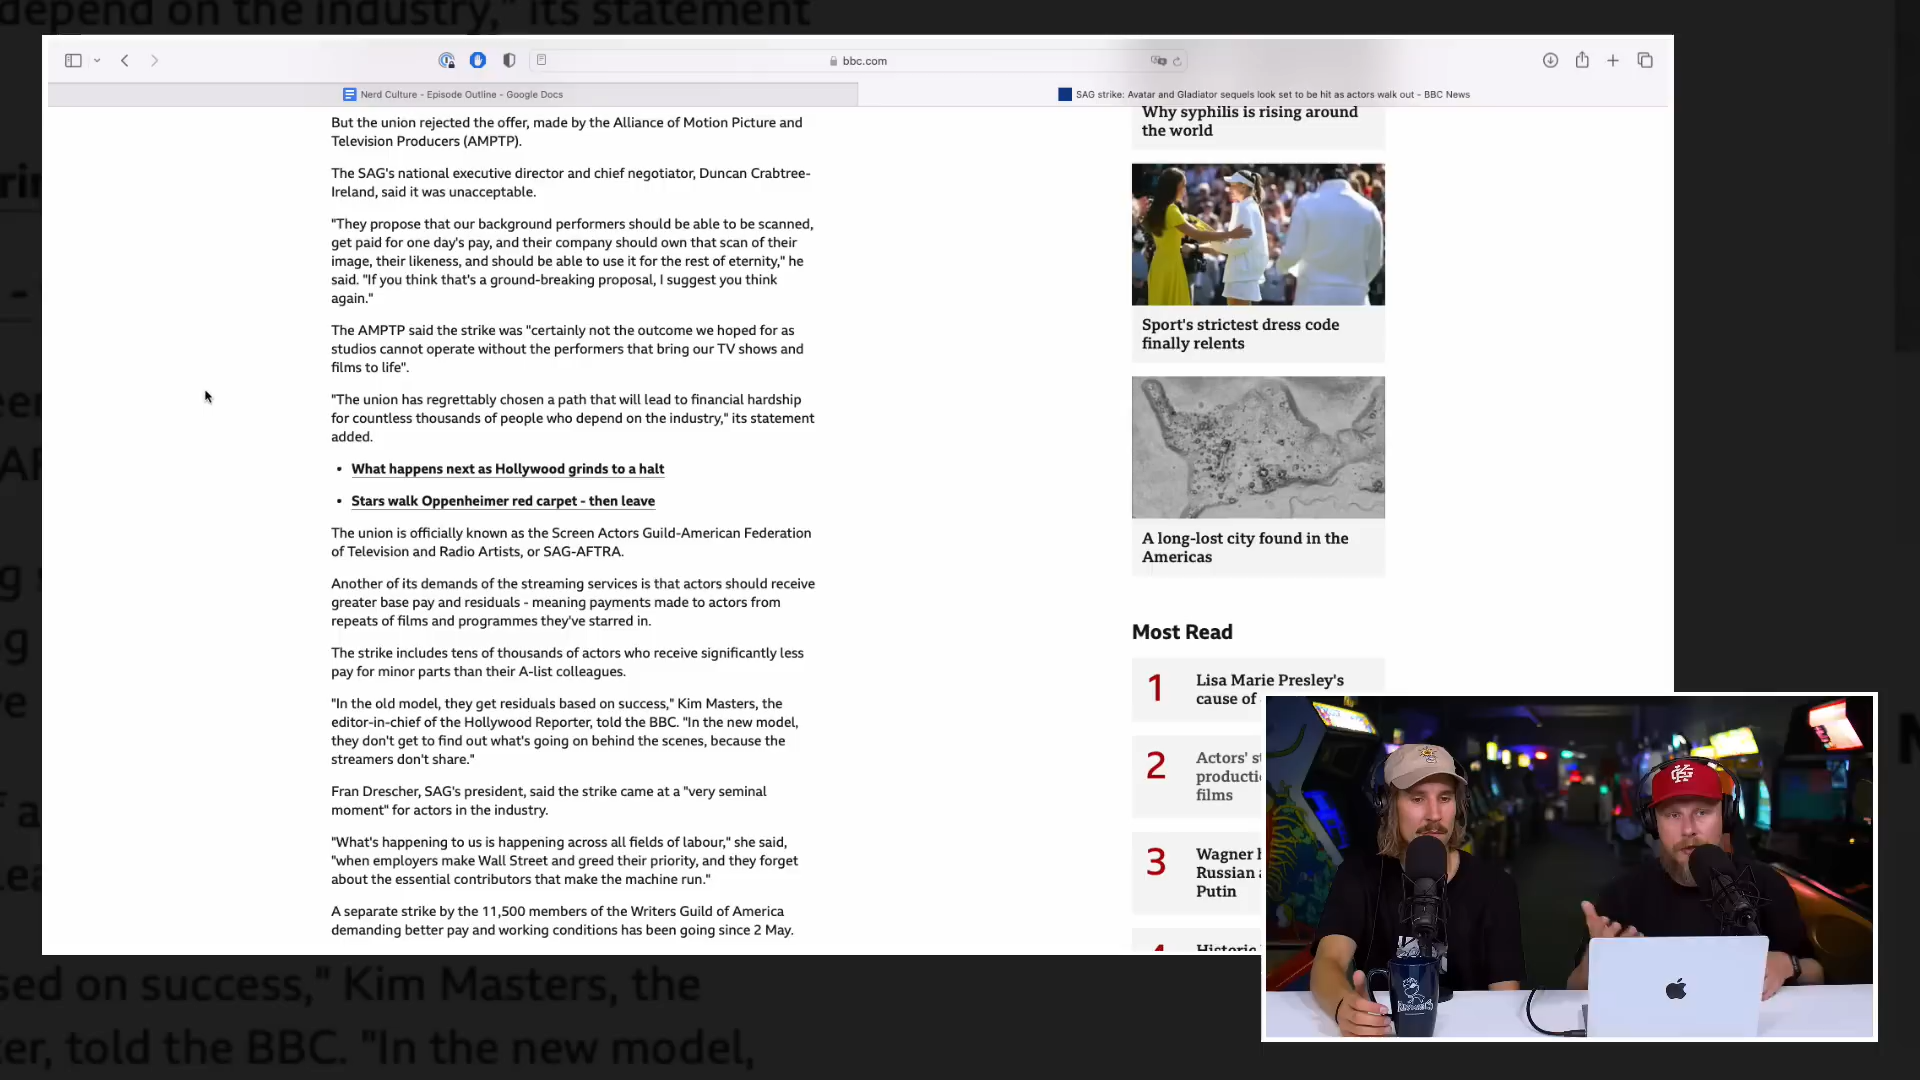 depend on the industry," its statement
bbc.com
Nerd Culture - Episode Outline - Google Docs
SAG strike: Avatar and Gladiator sequels look set to be hit as actors walk out - BBC News
But the union rejected the offer, made by the Alliance of Motion Picture and
Television Producers (AMPTP).
The SAG's national executive director and chief negotiator, Duncan Crabtree-
Ireland, said it was unacceptable.
"They propose that our background performers should be able to be scanned,
get paid for one day's pay, and their company should own that scan of their
image, their likeness, and should be able to use it for the rest of eternity," he
said. "If you think that's a ground-breaking proposal, I suggest you think
again."
The AMPTP said the strike was "certainly not the outcome we hoped for as
studios cannot operate without the performers that bring our TV shows and
films to life".
"The union has regrettably chosen a path that will lead to financial hardship
for countless thousands of people who depend on the industry," its statement
added.
• What happens next as Hollywood grinds to a halt
• Stars walk Oppenheimer red carpet - then leave
The union is officially known as the Screen Actors Guild-American Federation
of Television and Radio Artists, or SAG-AFTRA.
Another of its demands of the streaming services is that actors should receive
greater base pay and residuals - meaning payments made to actors from
repeats of films and programmes they've starred in.
The strike includes tens of thousands of actors who receive significantly less
pay for minor parts than their A-list colleagues.
"In the old model, they get residuals based on success," Kim Masters, the
editor-in-chief of the Hollywood Reporter, told the BBC. "In the new model,
they don't get to find out what's going on behind the scenes, because the
streamers don't share."
Fran Drescher, SAG's president, said the strike came at a "very seminal
moment" for actors in the industry.
"What's happening to us is happening across all fields of labour," she said,
"when employers make Wall Street and greed their priority, and they forget
about the essential contributors that make the machine run."
A separate strike by the 11,500 members of the Writers Guild of America
demanding better pay and working conditions has been going since 2 May.
Why syphilis is rising around
the world
Sport's strictest dress code
finally relents
A long-lost city found in the
Americas
Most Read
1
Lisa Marie Presley's
cause of
2
Actors' st
producti
films
3
Wagner
Russian
Putin
Historic
KC
sed on success," Kim Masters, the
er, told the BBC. "In the new model,